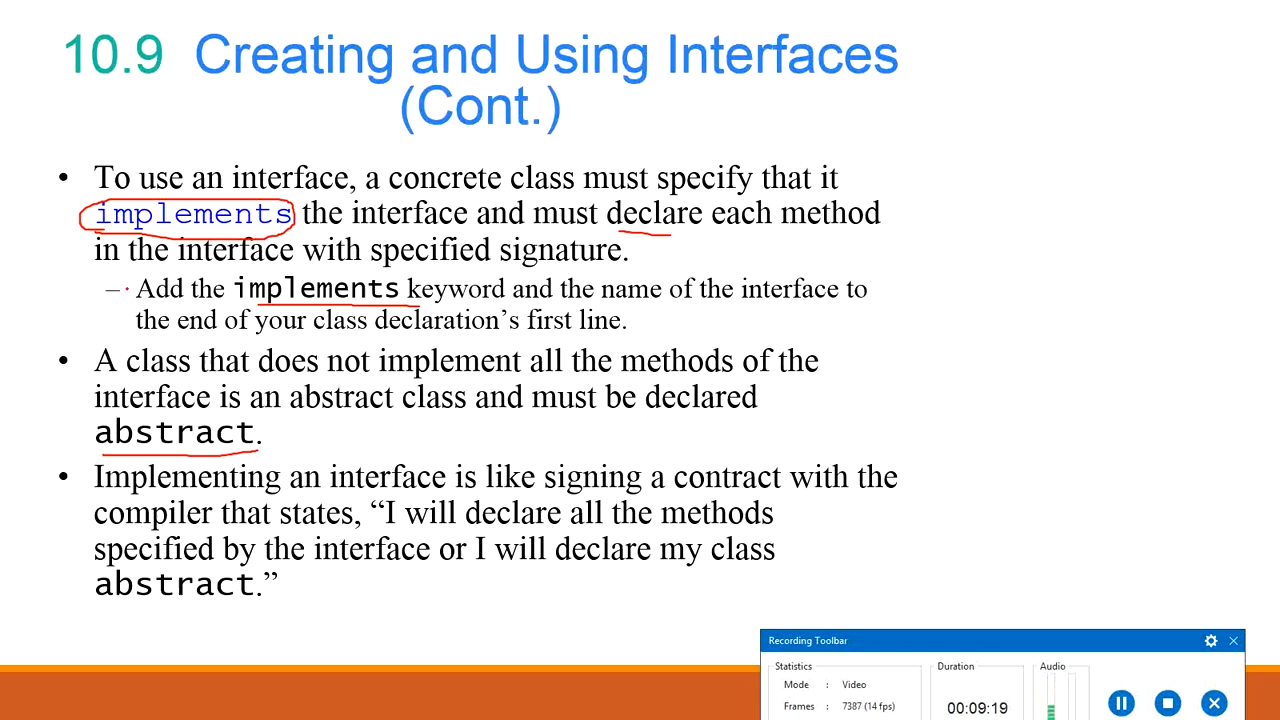 10.9 Creating and Using Interfaces
(Cont.)
• To use an interface, a concrete class must specify that it
implements the interface and must declare each method
in the interface with specified signature.
– Add the implements keyword and the name of the interface to
the end of your class declaration’s first line.
• A class that does not implement all the methods of the
interface is an abstract class and must be declared
abstract.
• Implementing an interface is like signing a contract with the
compiler that states, “I will declare all the methods
specified by the interface or I will declare my class
abstract.”
Recording Toolbar
Statistics
Mode : Video
Frames : 7387 (14 fps)
Duration
00:09:19
Audio